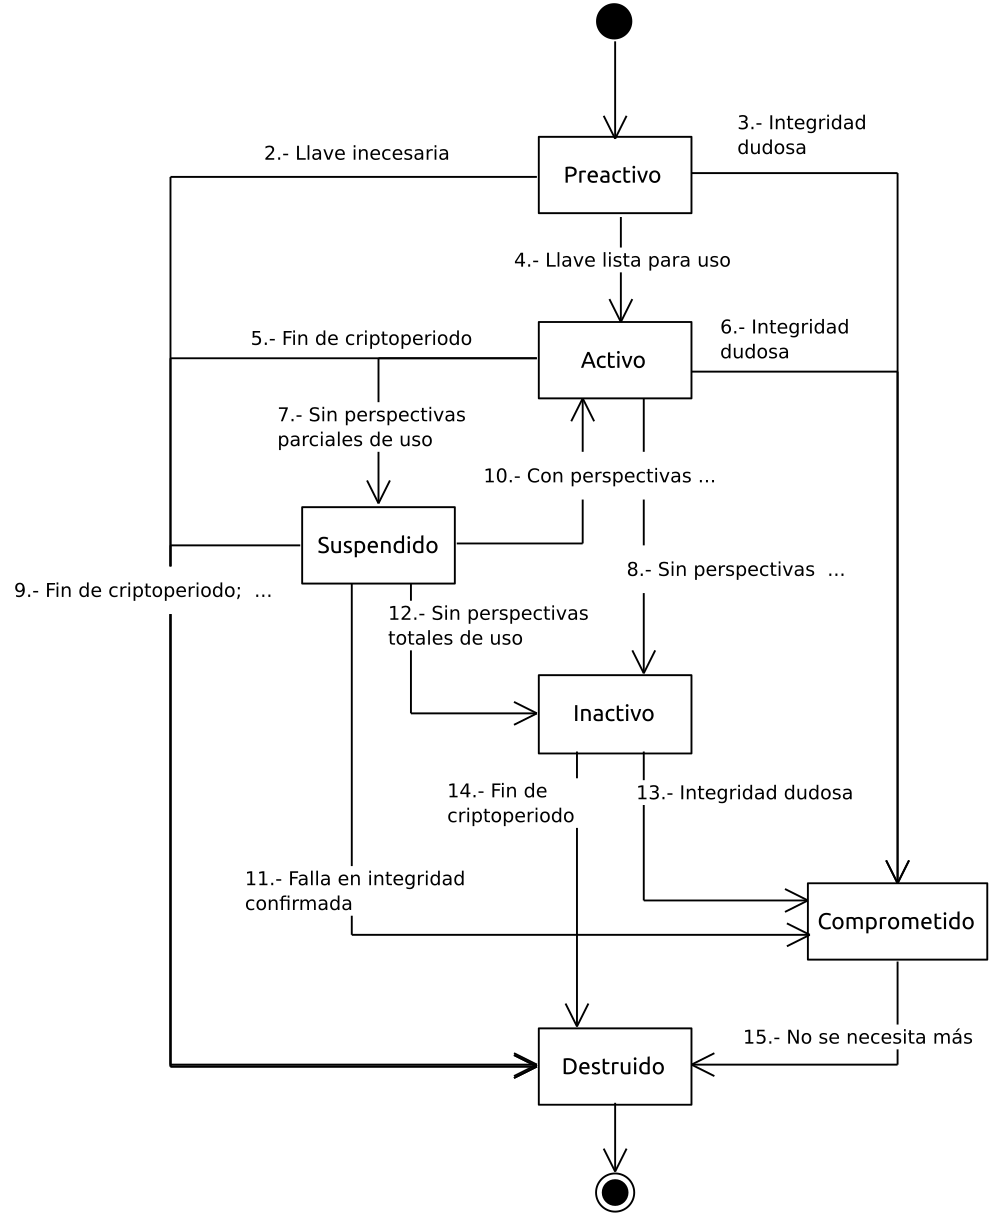 3.- Integridad
dudosa
2.- Llave inecesaria
Preactivo
4.- Llave lista para uso
6.- Integridad
dudosa
5.- Fin de criptoperiodo
Activo
7.- Sin perspectivas
parciales de uso
10.- Con perspectivas ...
Suspendido
8.- Sin perspectivas  ...
9.- Fin de criptoperiodo;  ...
12.- Sin perspectivas
totales de uso
Inactivo
14.- Fin de
criptoperiodo
13.- Integridad dudosa
11.- Falla en integridad
confirmada
Comprometido
15.- No se necesita más
Destruido